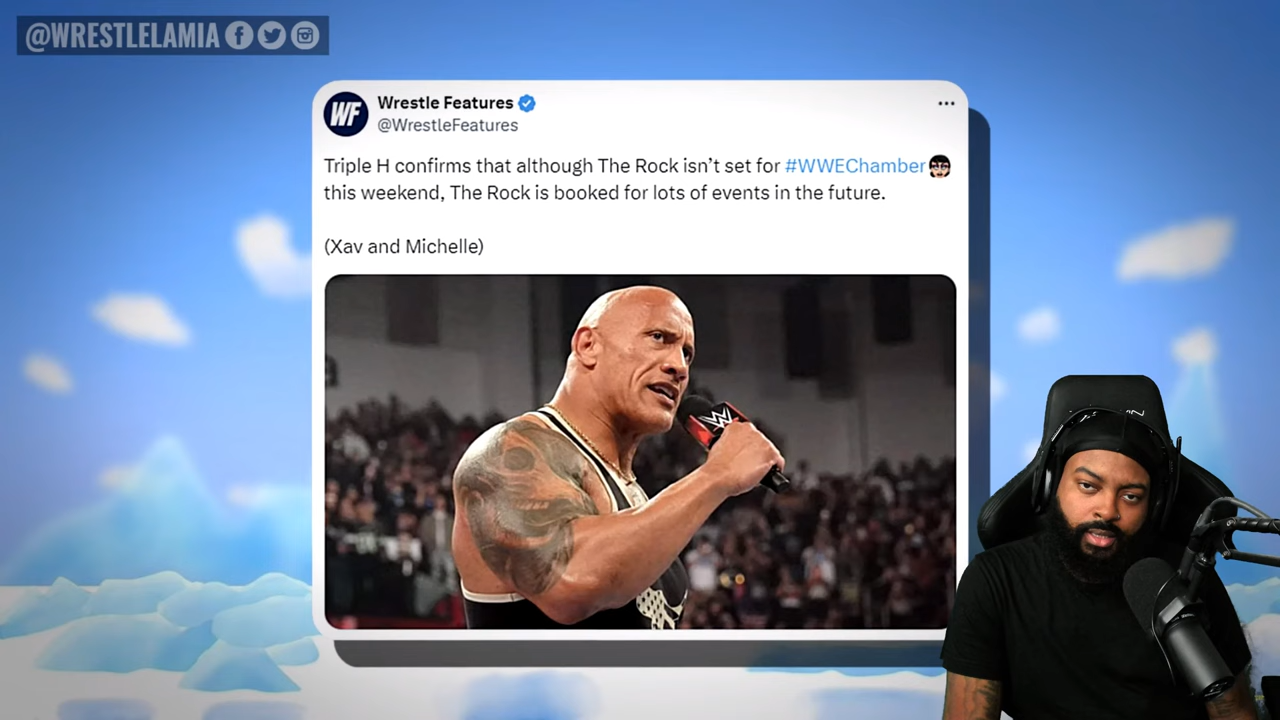 @WRESTLELAMIA
WF
Wrestle Features
@WrestleFeatures
Triple H confirms that although The Rock isn't set for #WWEChamber
this weekend, The Rock is booked for lots of events in the future.
(Xav and Michelle)
W